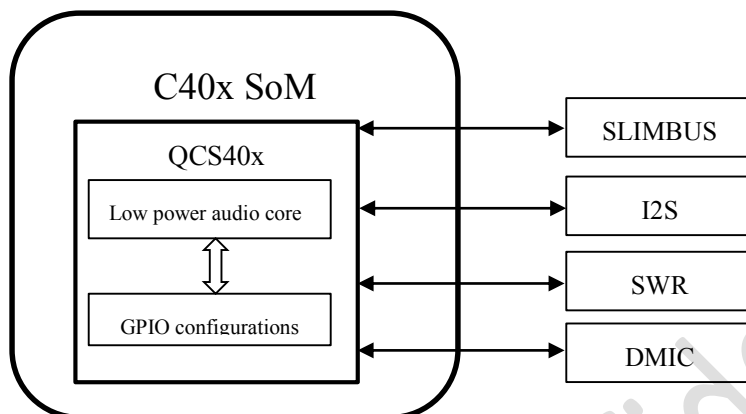 C40x SoM
QCS40x
Low power audio core
GPIO configurations
SLIMBUS
I2S
SWR
DMIC